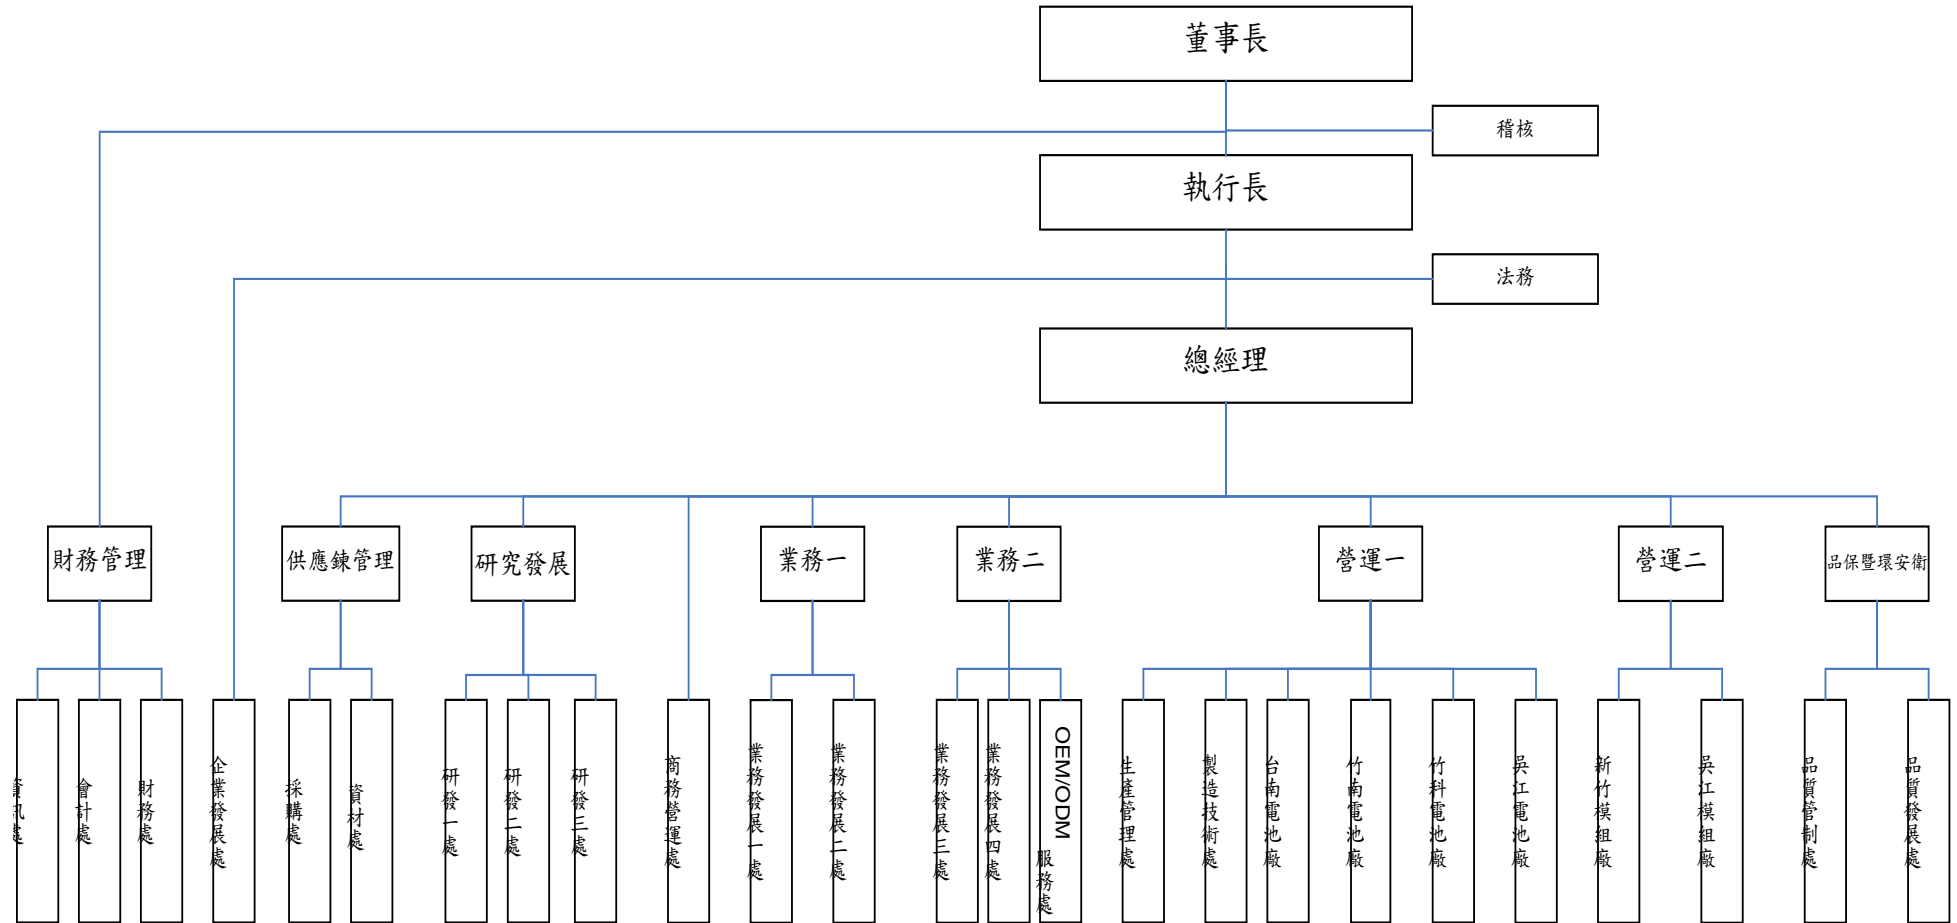 董事長
稽核
執行長
法務
總經理
財務管理
供應鍊管理
研究發展
業務一
業務二
營運一
營運二
品保暨環安衛
資訊處
會計處
財務處
企業發展處
採購處
資材處
研發一處
研發二處
研發三處
商務營運處
業務發展一處
業務發展二處
業務發展三處
業務發展四處
OEM/ODM
服務處
生產管理處
製造技術處
台南電池廠
竹南電池廠
竹科電池廠
吳江電池廠
新竹模組廠
吳江模組廠
品質管制處
品質發展處